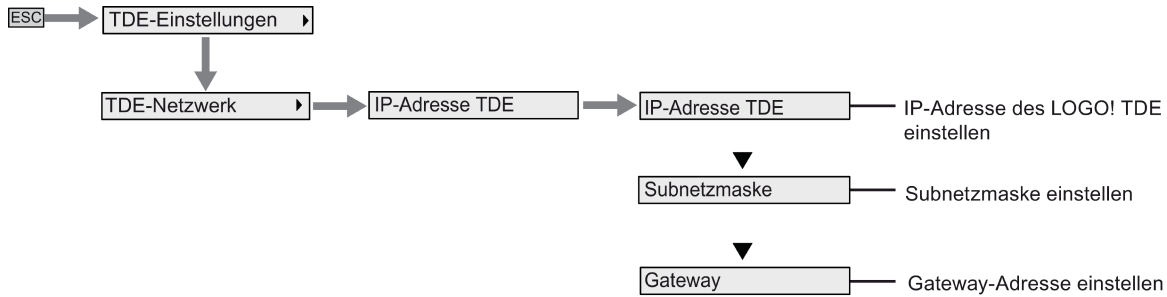 ESC
TDE-Einstellungen
TDE-Netzwerk
IP-Adresse TDE
IP-Adresse TDE
IP-Adresse des LOGO! TDE
einstellen
Subnetzmaske
Subnetzmaske einstellen
Gateway
Gateway-Adresse einstellen